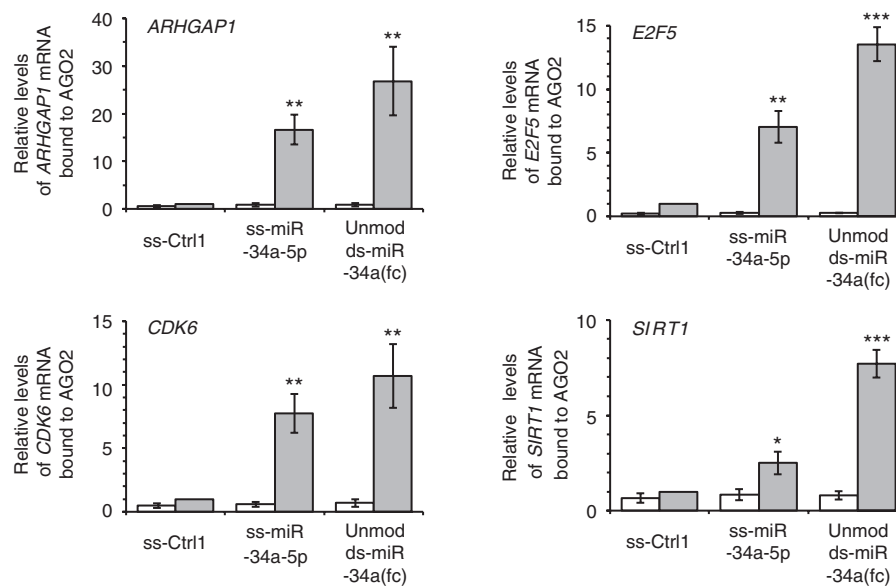 ARHGAP1
Relative levels
of ARHGAP1 mRNA
bound to AGO2
40
30
20
10
0
**
**
ss-Ctrl1
ss-miR
-34a-5p
Unmod
ds-miR
-34a(fc)
E2F5
Relative levels
of E2F5 mRNA
bound to AGO2
15
10
5
0
**
***
ss-Ctrl1
ss-miR
-34a-5p
Unmod
ds-miR
-34a(fc)
CDK6
Relative levels
of CDK6 mRNA
bound to AGO2
15
10
5
0
**
**
ss-Ctrl1
ss-miR
-34a-5p
Unmod
ds-miR
-34a(fc)
SIRT1
Relative levels
of SIRT1 mRNA
bound to AGO2
10
5
0
*
***
ss-Ctrl1
ss-miR
-34a-5p
Unmod
ds-miR
-34a(fc)